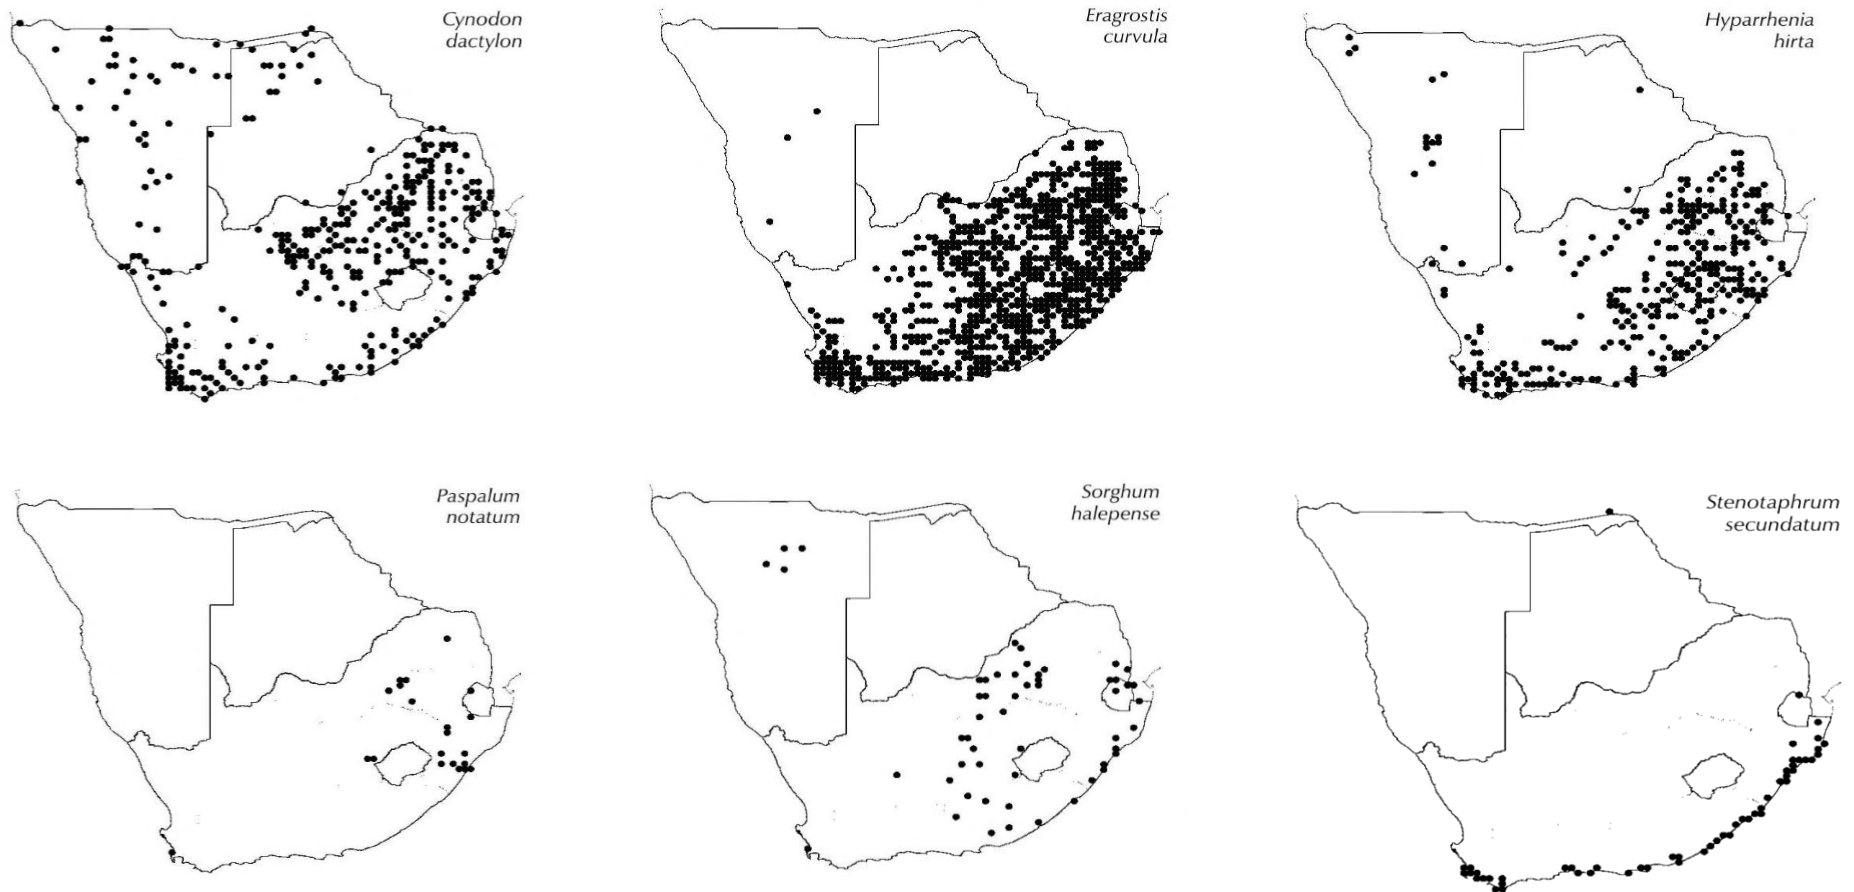 Cynodon
dactylon
Eragrostis
curvula
Hyparrhenia
hirta
Paspalum
notatum
Sorghum
halepense
Stenotaphrum
secundatum